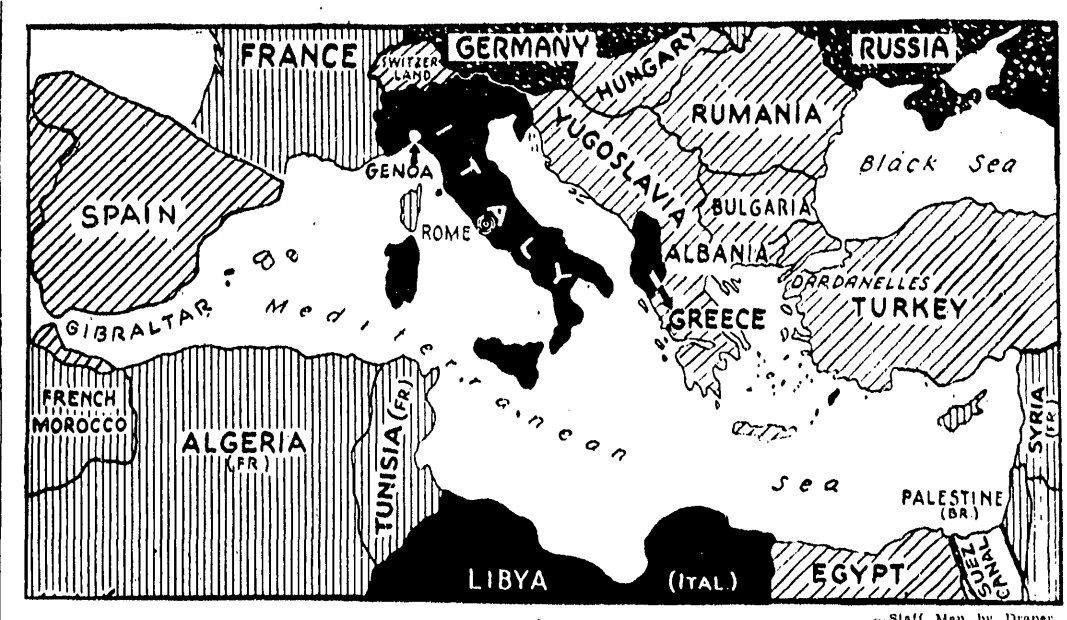 FRANCE
GERMANY
RUSSIA
SWITZER-
LAND
HUNGARY
RUMANIA
YUGOSLAVIA
Black Sea
GENOA
ITALY
SPAIN
ROME
BULGARIA
ALBANIA
DARDANELLES
TURKEY
GIBRALTAR
GREECE
Mediterranean
Sea
FRENCH
MOROCCO
ALGERIA
(FR.)
TUNISIA (FR.)
SYRIA
(FR.)
PALESTINE
(BR.)
LIBYA
(ITAL.)
EGYPT
SUEZ
CANAL
—Staff Map by Draper